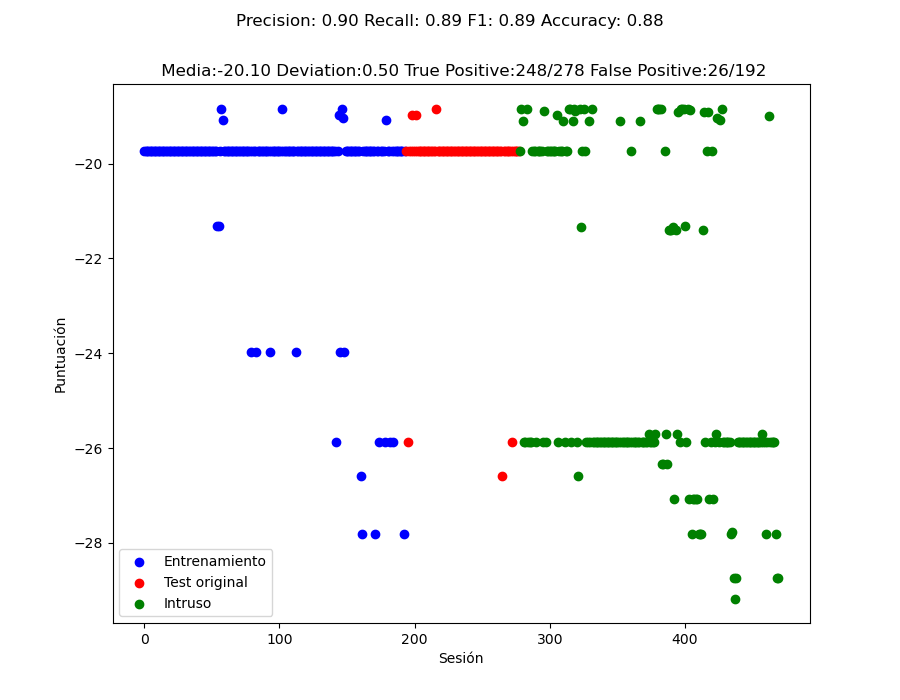 Precision: 0.90 Recall: 0.89 F1: 0.89 Accuracy: 0.88
Media:-20.10 Deviation:0.50 True Positive:248/278 False Positive:26/192
Puntuación
−20
−22
−24
−26
−28
Entrenamiento
Test original
Intruso
0 100 200 300 400
Sesión